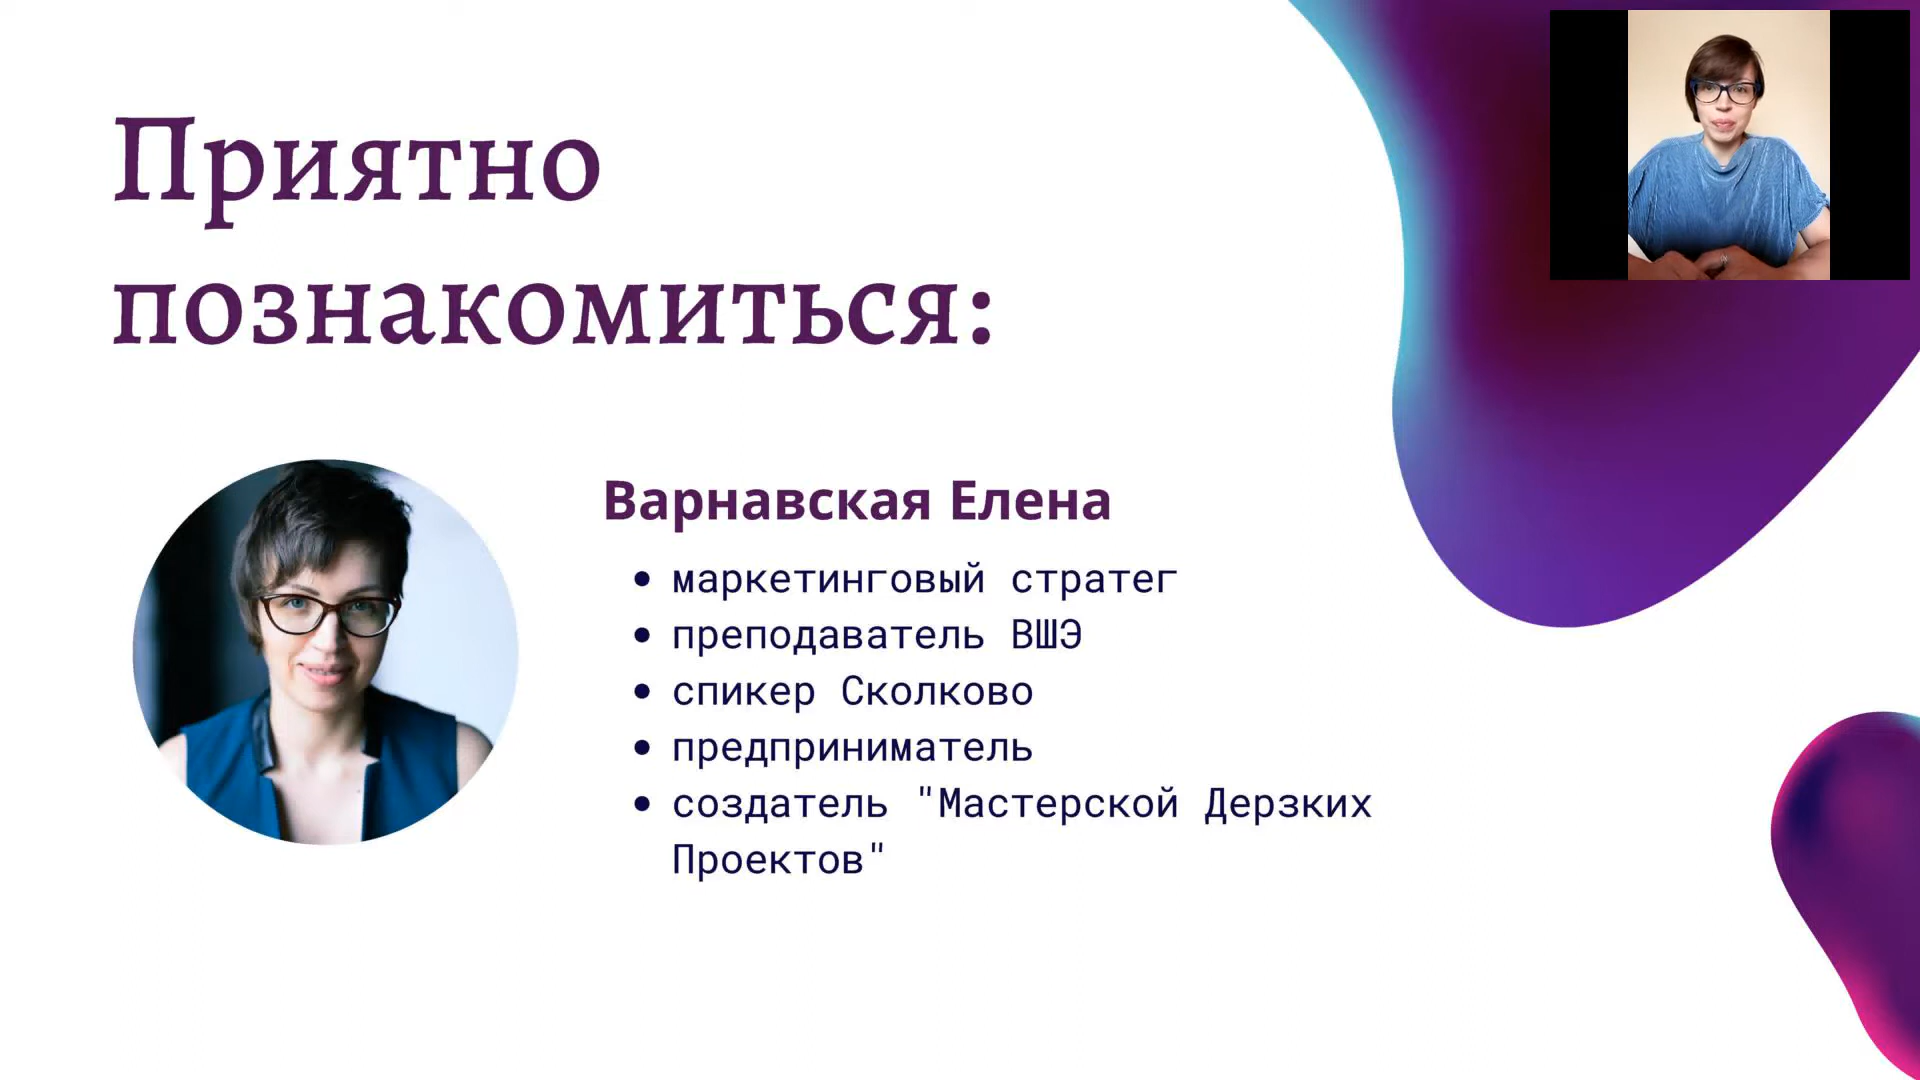 Приятно
познакомиться:
Варнавская Елена
• маркетинговый стратег
• преподаватель ВШЭ
• спикер Сколково
• предприниматель
• создатель "Мастерской Дерзких
Проектов"